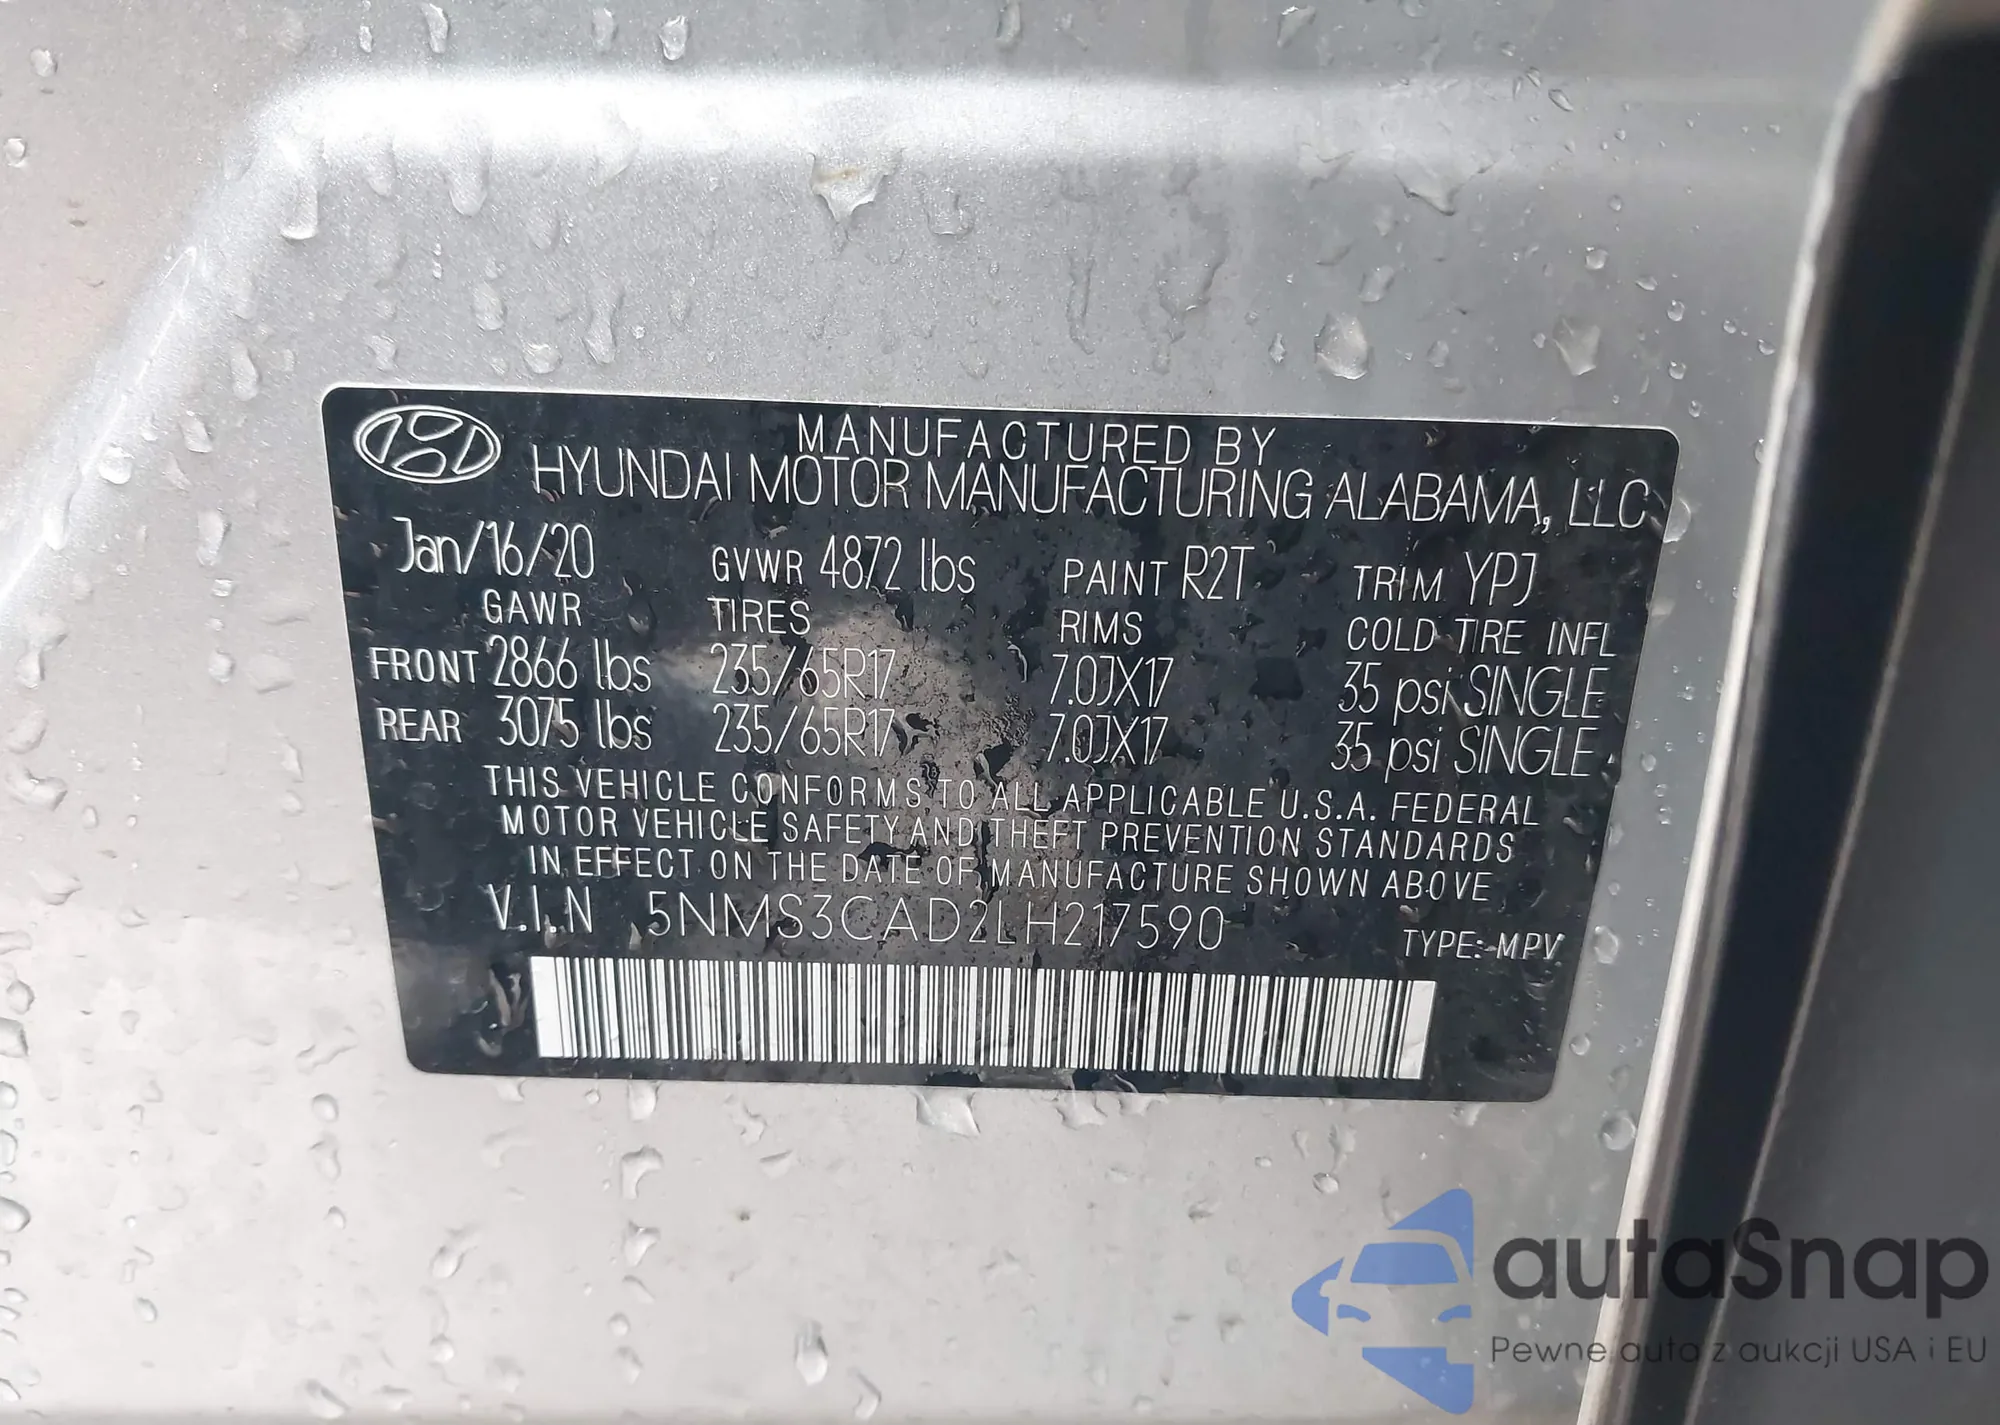 MANUFACTURED BY
HYUNDAI MOTOR MANUFACTURING ALABAMA, LLC
Jan/16/20 GVWR 4872 lbs PAINT R2T TRIM YPJ
GAWR TIRES RIMS COLD TIRE INFL
FRONT 2866 lbs 235/65R17 7.0JX17 35 psi SINGLE
REAR 3075 lbs 235/65R17 7.0JX17 35 psi SINGLE
THIS VEHICLE CONFORMS TO ALL APPLICABLE U.S.A. FEDERAL
MOTOR VEHICLE SAFETY AND THEFT PREVENTION STANDARDS
IN EFFECT ON THE DATE OF MANUFACTURE SHOWN ABOVE
V.I.N 5NMS3CAD2LH217590 TYPE: MPV
autaSnap
Pewne auta z aukcji USA i EU